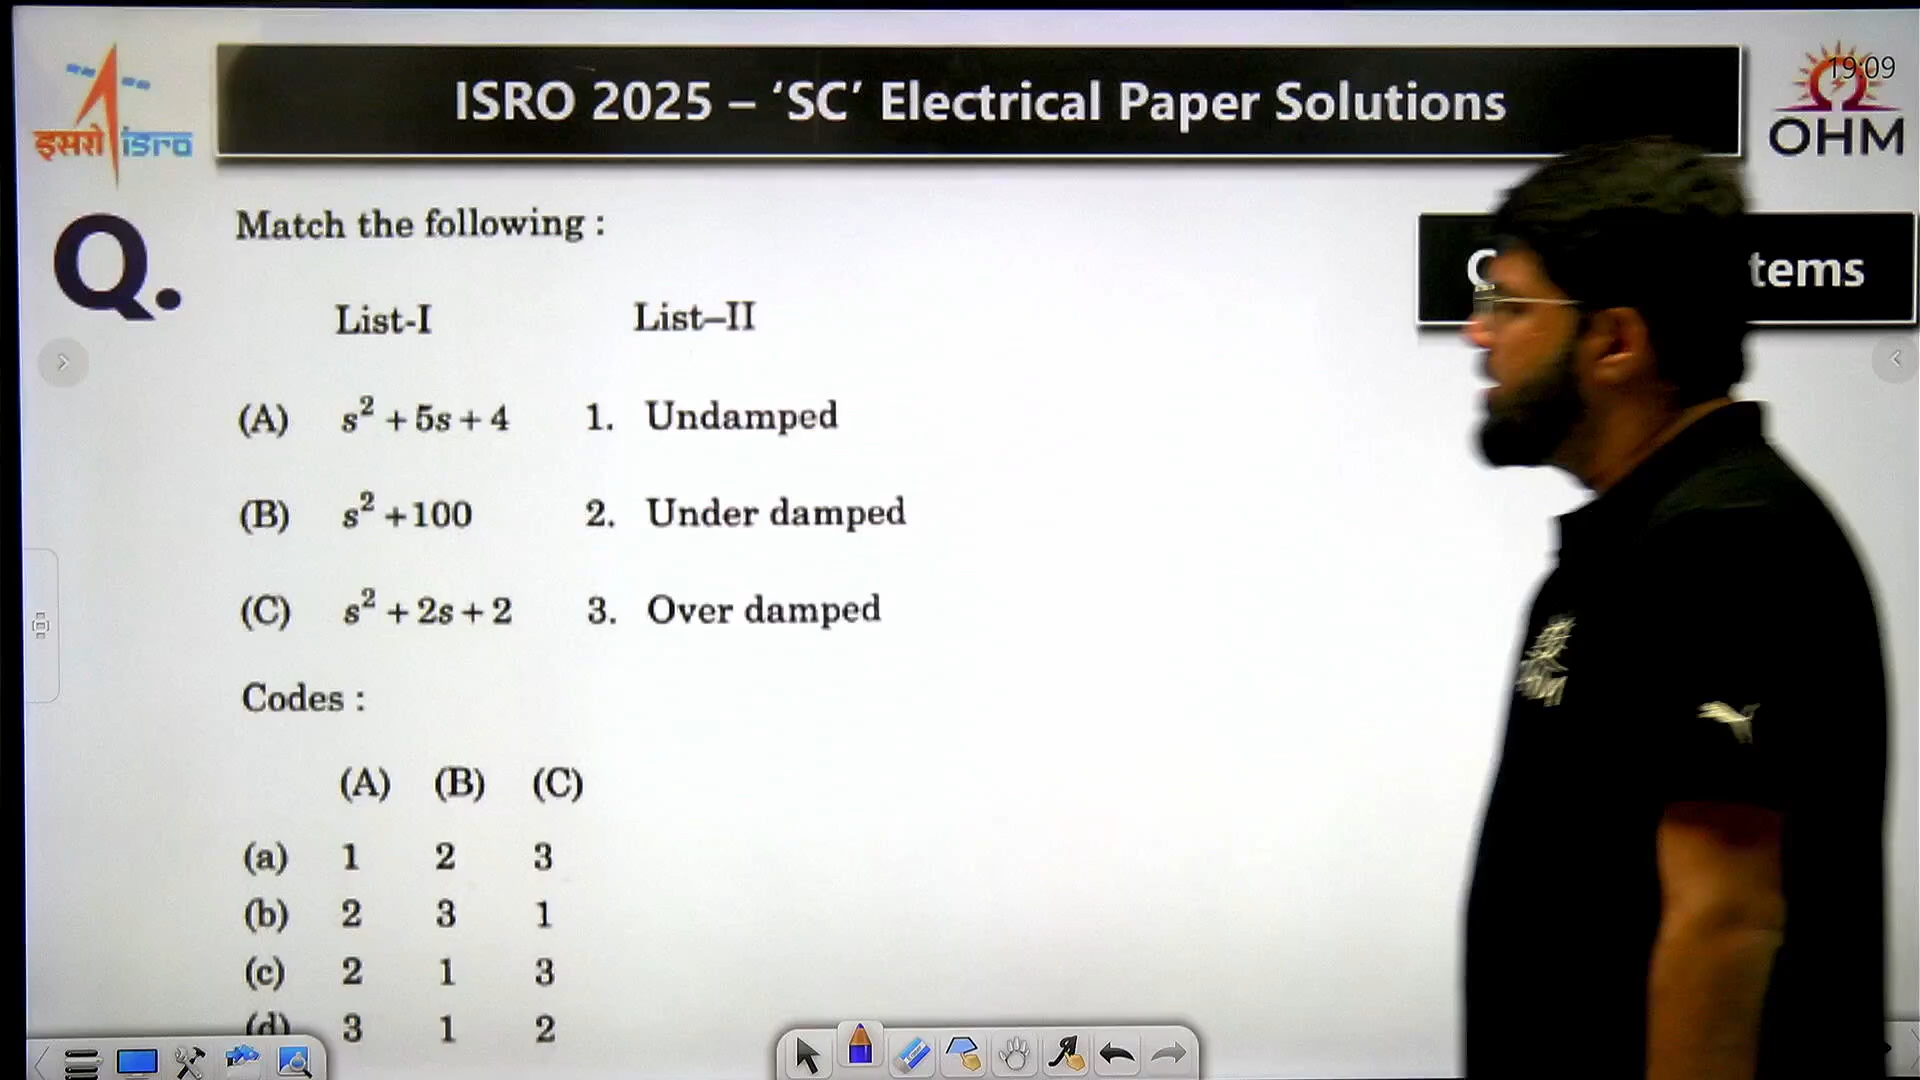 ISRO 2025 – ‘SC’ Electrical Paper Solutions
इसरो isro
19:09
OHM
Q.
Match the following :
tems
List-I List–II
(A) s² + 5s + 4 1. Undamped
(B) s² + 100 2. Under damped
(C) s² + 2s + 2 3. Over damped
Codes :
(A) (B) (C)
(a) 1 2 3
(b) 2 3 1
(c) 2 1 3
(d) 3 1 2